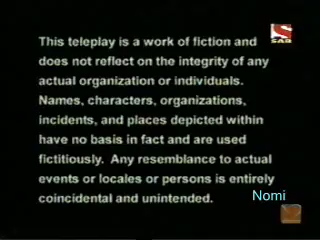 This teleplay is a work of fiction and
SAB
does not reflect on the integrity of any
actual organization or individuals.
Names, characters, organizations,
incidents, and places depicted within
have no basis in fact and are used
fictitiously. Any resemblance to actual
events or locales or persons is entirely
coincidental and unintended.
Nomi